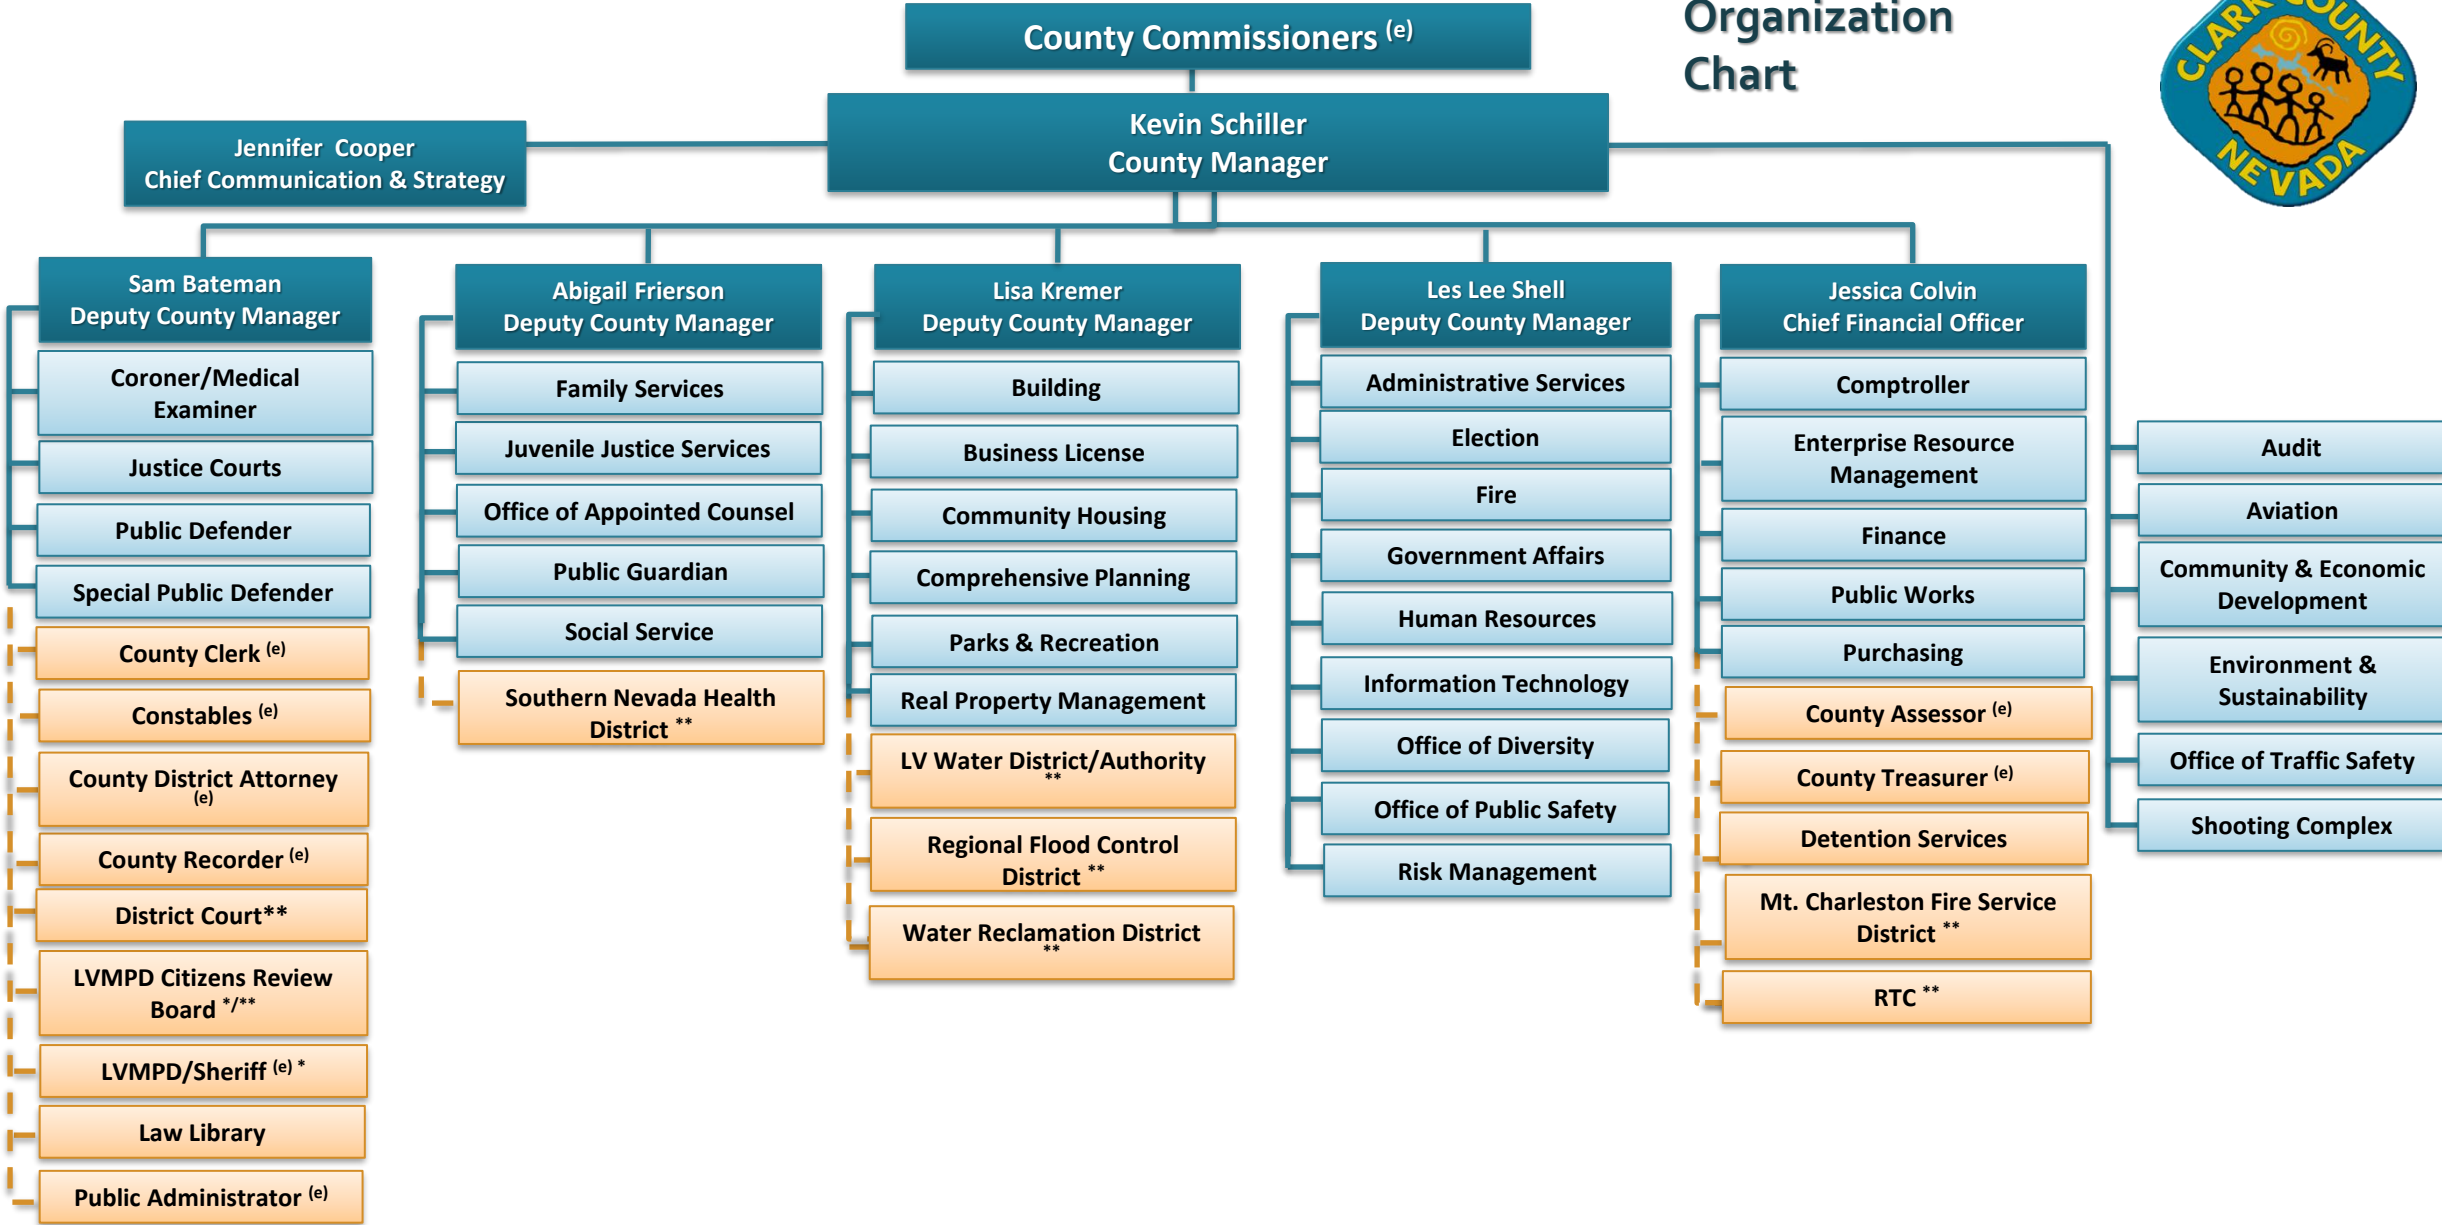 County Commissioners (e)
Organization
Chart
CLARK COUNTY
NEVADA
Kevin Schiller
County Manager
Jennifer Cooper
Chief Communication & Strategy
Sam Bateman
Deputy County Manager
Coroner/Medical
Examiner
Justice Courts
Public Defender
Special Public Defender
County Clerk (e)
Constables (e)
County District Attorney
(e)
County Recorder (e)
District Court**
LVMPD Citizens Review
Board */**
LVMPD/Sheriff (e) *
Law Library
Public Administrator (e)
Abigail Frierson
Deputy County Manager
Family Services
Juvenile Justice Services
Office of Appointed Counsel
Public Guardian
Social Service
Southern Nevada Health
District **
Lisa Kremer
Deputy County Manager
Building
Business License
Community Housing
Comprehensive Planning
Parks & Recreation
Real Property Management
LV Water District/Authority
**
Regional Flood Control
District **
Water Reclamation District
**
Les Lee Shell
Deputy County Manager
Administrative Services
Election
Fire
Government Affairs
Human Resources
Information Technology
Office of Diversity
Office of Public Safety
Risk Management
Jessica Colvin
Chief Financial Officer
Comptroller
Enterprise Resource
Management
Finance
Public Works
Purchasing
County Assessor (e)
County Treasurer (e)
Detention Services
Mt. Charleston Fire Service
District **
RTC **
Audit
Aviation
Community & Economic
Development
Environment &
Sustainability
Office of Traffic Safety
Shooting Complex